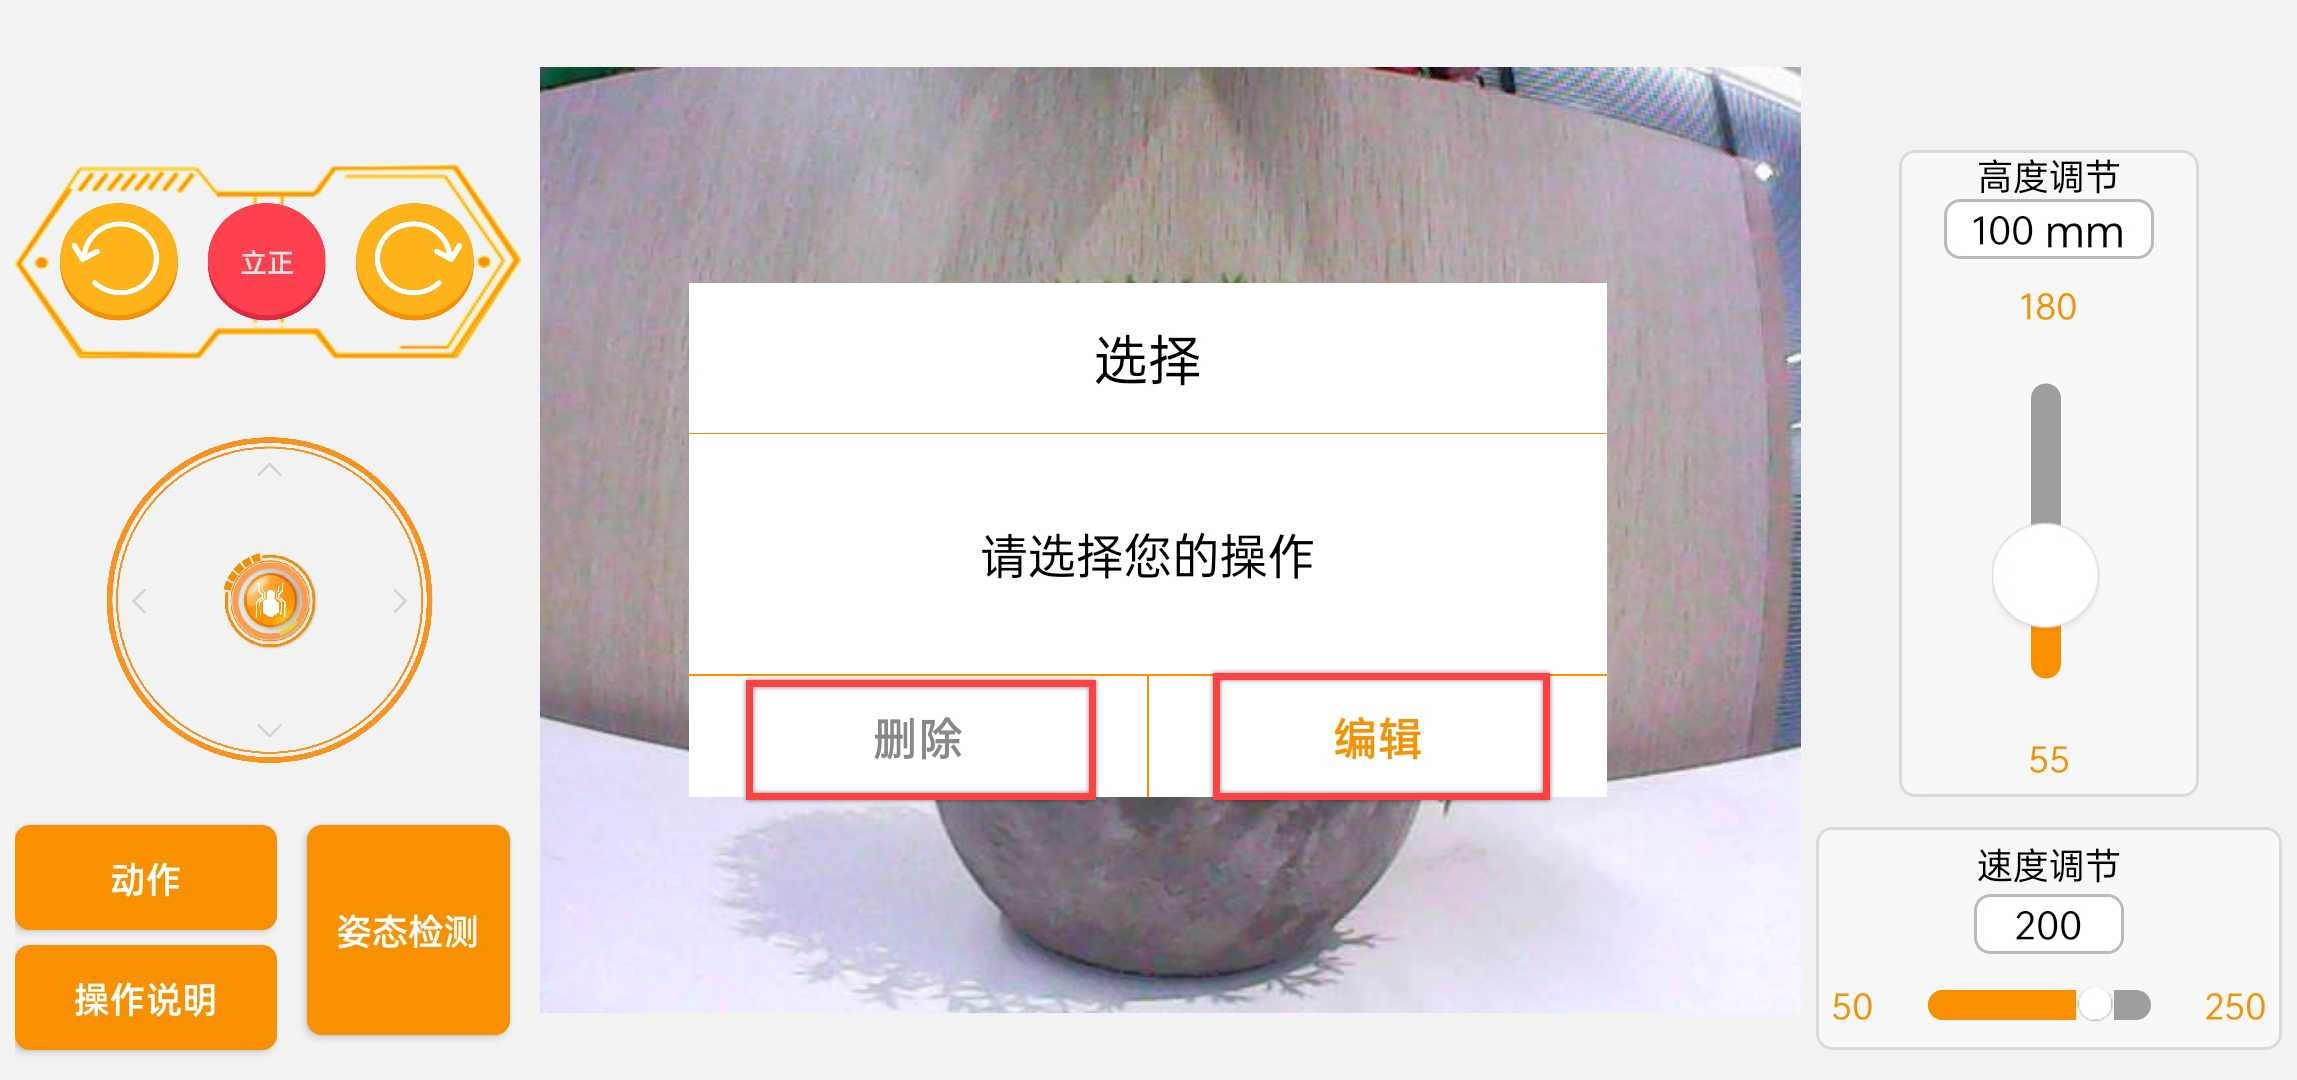 立正
动作
操作说明
姿态检测
选择
请选择您的操作
删除
编辑
高度调节
100 mm
180
55
速度调节
200
50
250